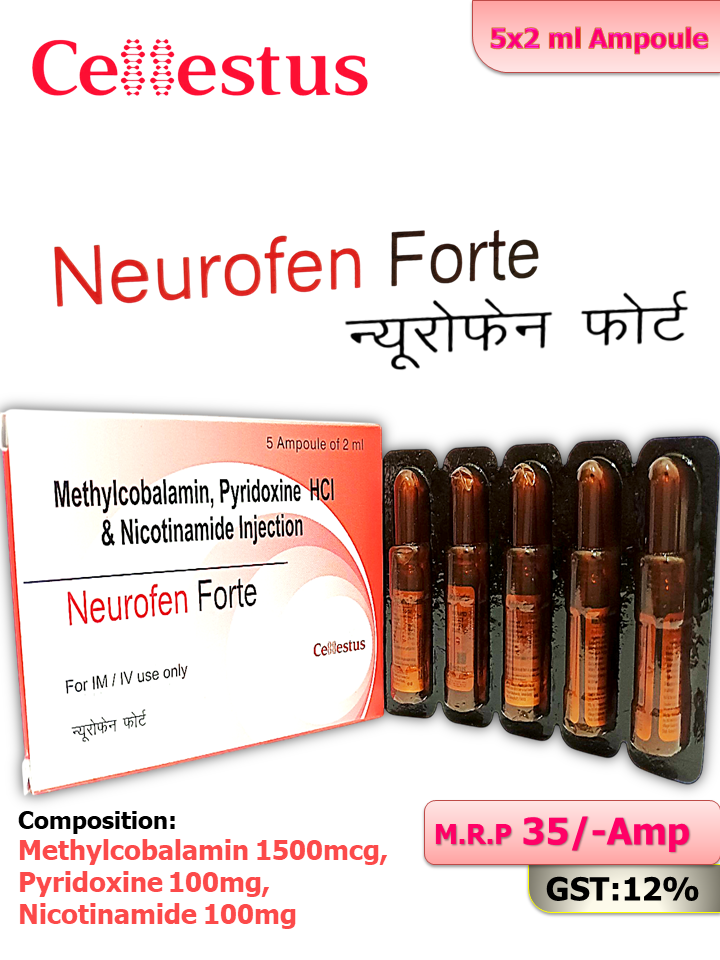 Cellestus
5x2 ml Ampoule
Neurofen Forte
न्यूरोफेन फोर्ट
5 Ampoule of 2 ml
Methylcobalamin, Pyridoxine HCl
& Nicotinamide Injection
Neurofen Forte
Cellestus
For IM / IV use only
न्यूरोफेन फोर्ट
Composition:
Methylcobalamin 1500mcg,
Pyridoxine 100mg,
Nicotinamide 100mg
M.R.P 35/-Amp
GST:12%